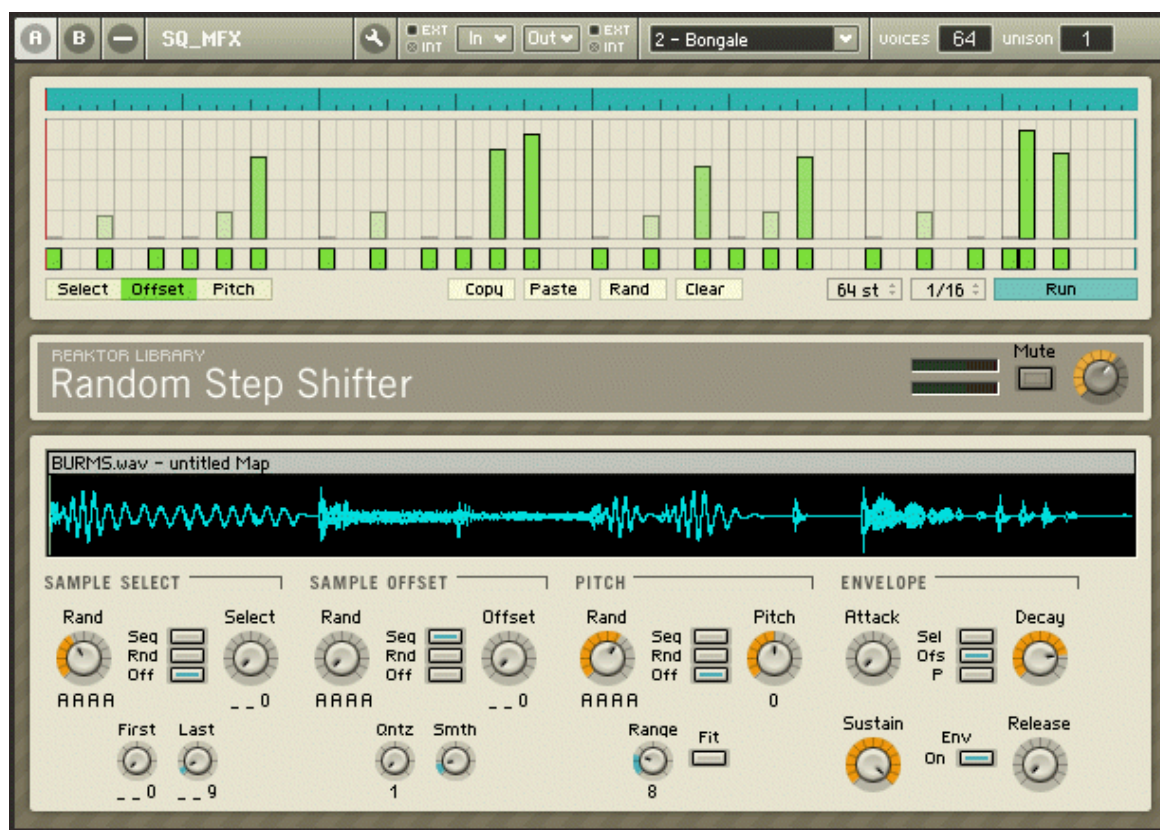 A B SQ_MFX EXT INT In Out EXT INT 2 - Bongale VOICES 64 UNISON 1
Select Offset Pitch Copy Paste Rand Clear 64 st 1/16 Run
REAKTOR LIBRARY
Random Step Shifter
Mute
BURMS.wav - untitled Map
SAMPLE SELECT SAMPLE OFFSET PITCH ENVELOPE
Rand Select Rand Offset Rand Pitch Attack Decay
Seq Seq Seq Sel
Rnd Rnd Rnd Ofs
Off Off Off P
AAAA _ _ 0 AAAA _ _ 0 AAAA 0
First Last Qntz Smth Range Fit Sustain Env Release
On
_ _ 0 _ _ 9 1 8